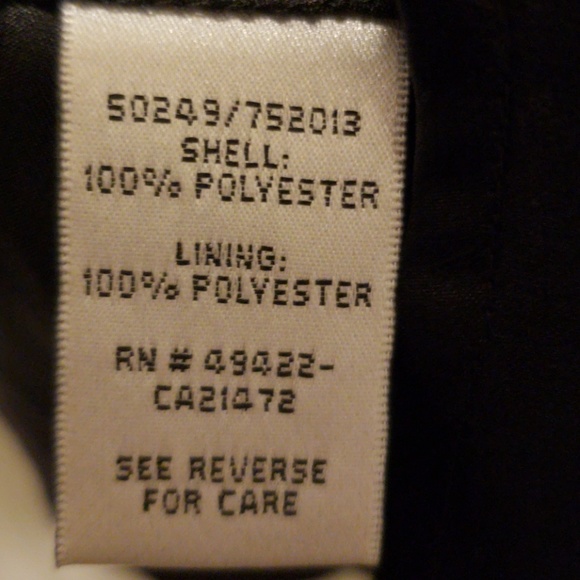 50249/752013
SHELL:
100% POLYESTER
LINING:
100% POLYESTER
RN # 49422-
CA21472
SEE REVERSE
FOR CARE